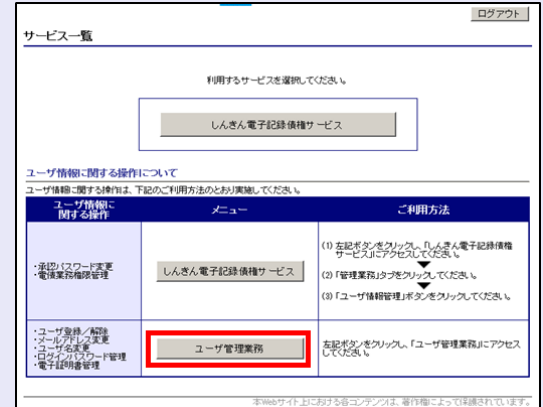 ログアウト
サービス一覧
利用するサービスを選択してください。
しんきん電子記録債権サービス
ユーザ情報に関する操作について
ユーザ情報に関する操作は、下記のご利用方法のとおり実施してください。
ユーザ情報に
関する操作
メニュー
ご利用方法
・承認パスワード変更
・電債業務権限管理
しんきん電子記録債権サービス
(1) 左記ボタンをクリックし、「しんきん電子記録債権
サービス」にアクセスしてください。
(2) 「管理業務」タブをクリックしてください。
(3) 「ユーザ情報管理」ボタンをクリックしてください。
・ユーザ登録／解除
・メールアドレス変更
・ユーザ名変更
・ログインパスワード管理
・電子証明書管理
ユーザ管理業務
左記ボタンをクリックし、「ユーザ管理業務」にアクセス
してください。
本Webサイト上における各コンテンツは、著作権によって保護されています。